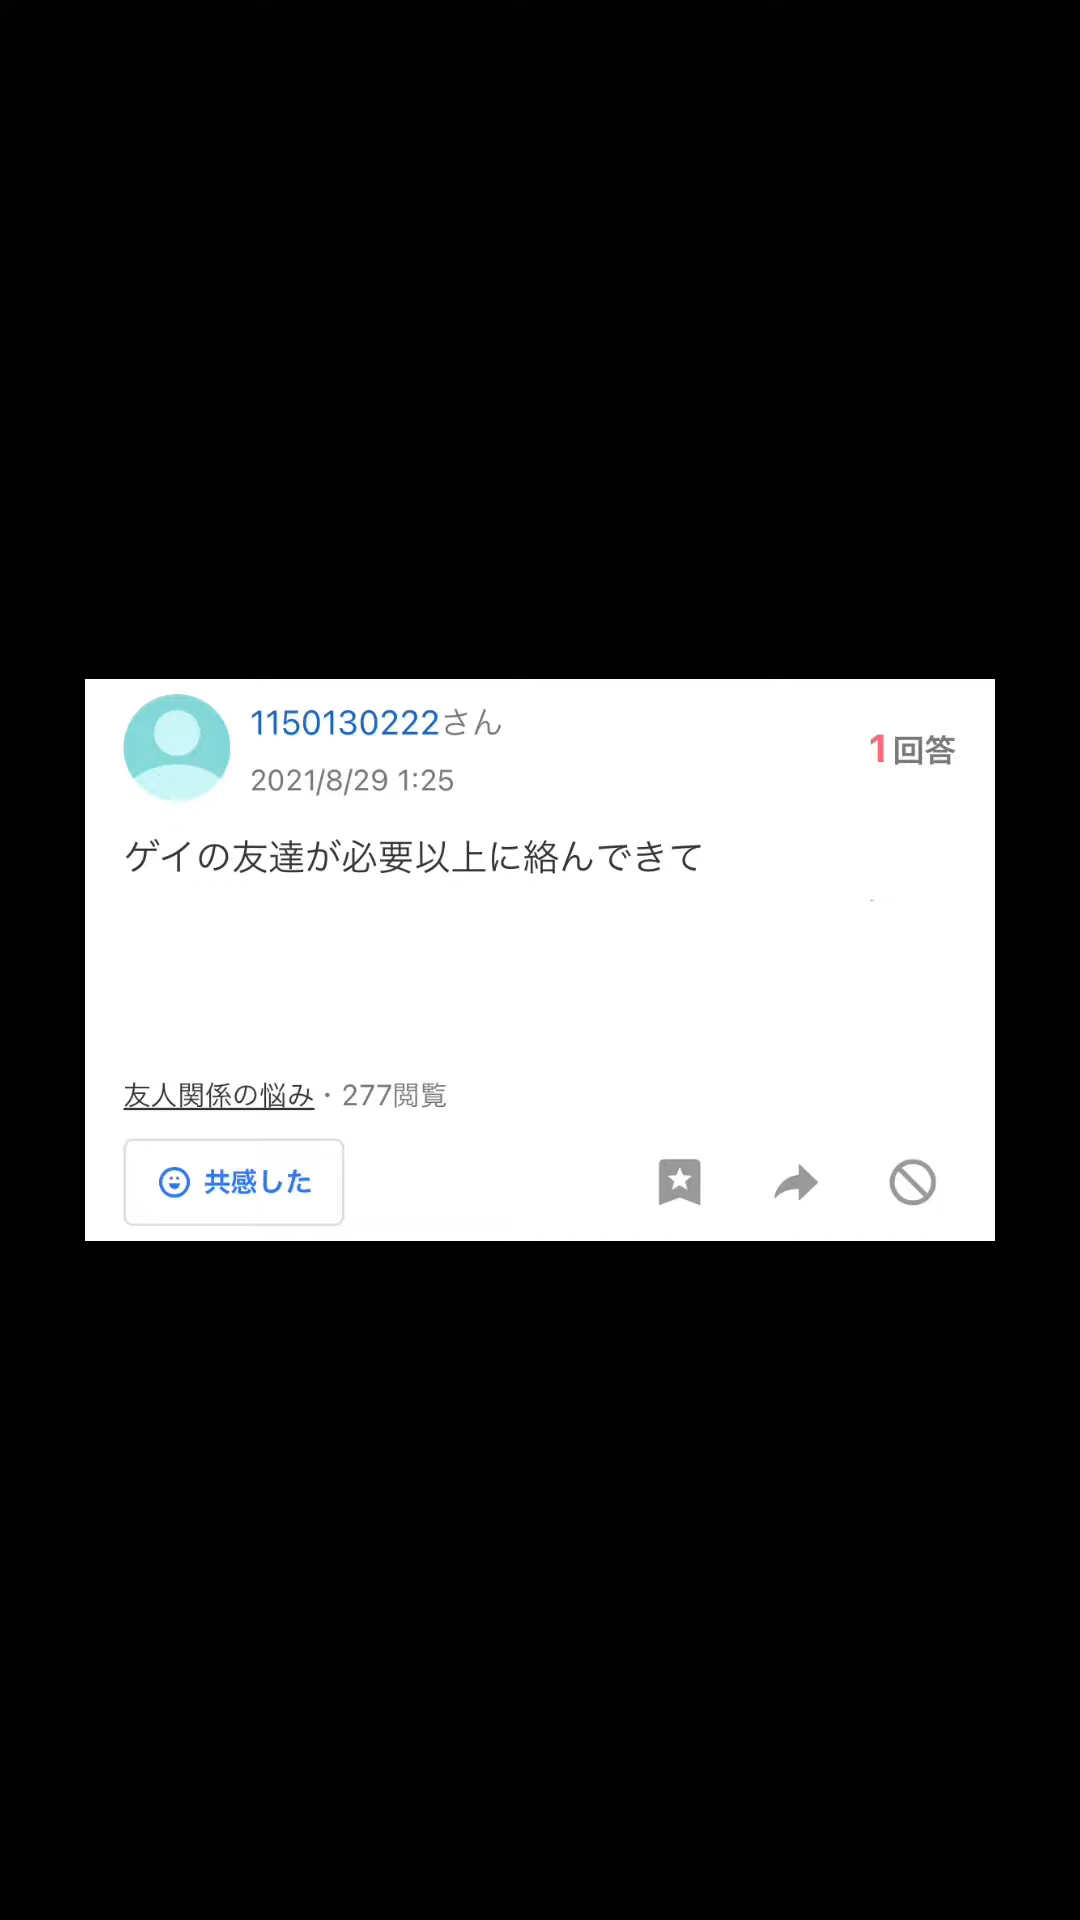 1150130222さん
1回答
2021/8/29 1:25
ゲイの友達が必要以上に絡んできて
友人関係の悩み・277閲覧
共感した